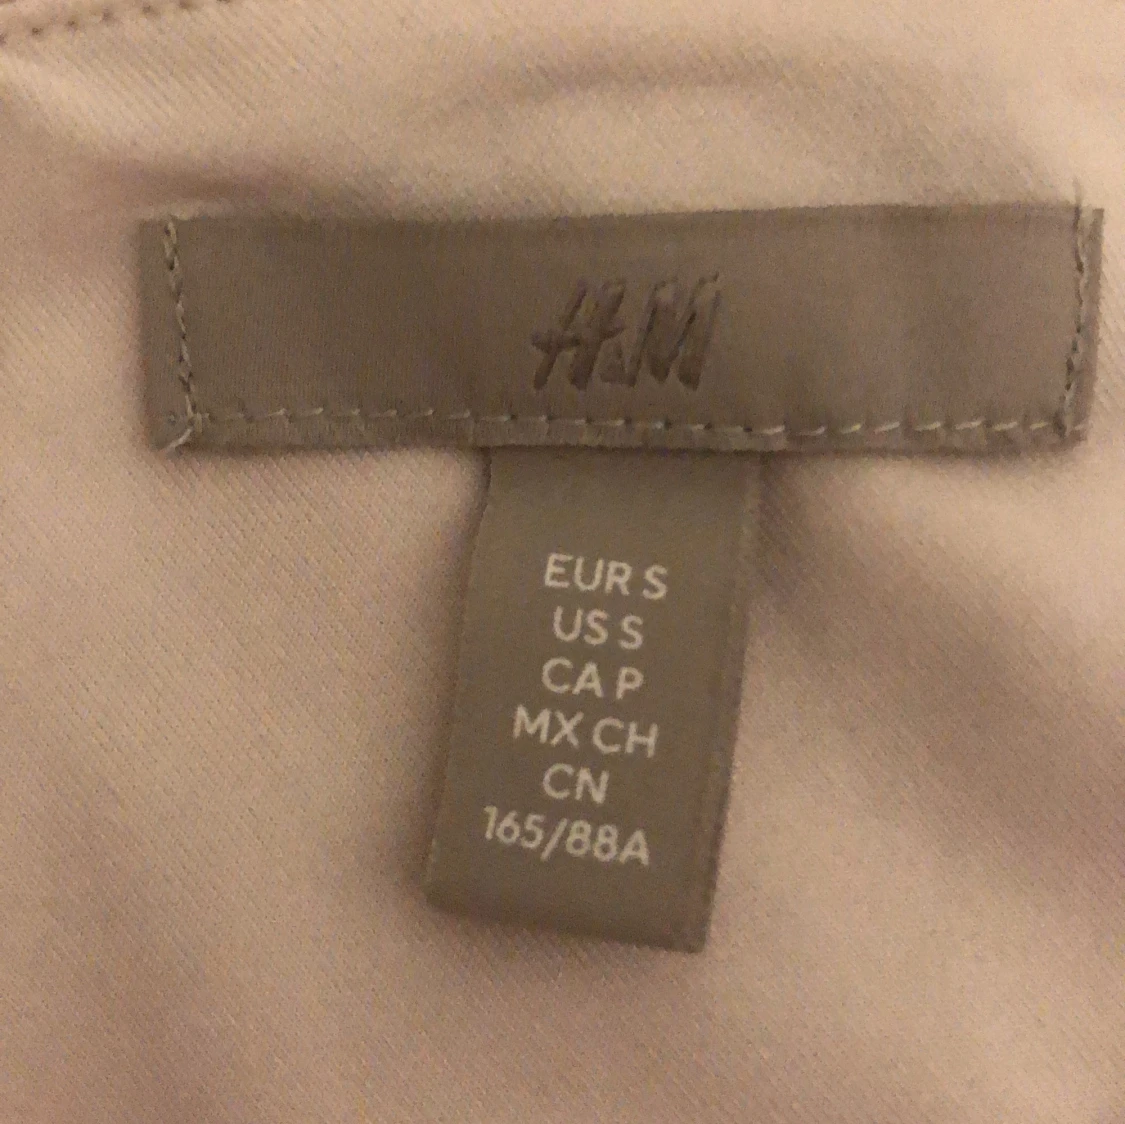 H&M
EUR S
US S
CA P
MX CH
CN
165/88A